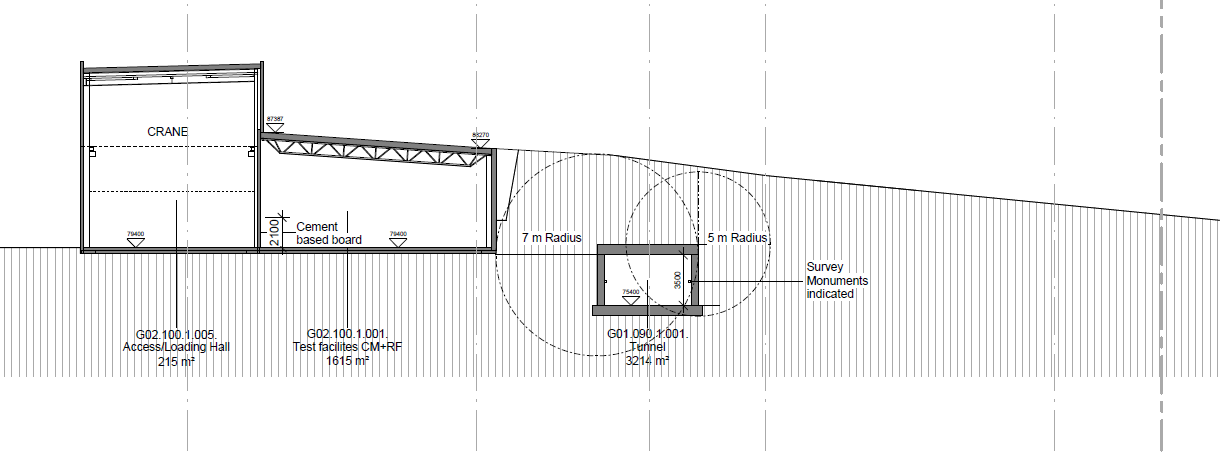 87387
88270
CRANE
79400
2100
Cement
based board
79400
7 m Radius
5 m Radius
3500
75400
Survey
Monuments
indicated
G02.100.1.005.
Access/Loading Hall
215 m²
G02.100.1.001.
Test facilites CM+RF
1615 m²
G01.090.1.001.
Tunnel
3214 m²